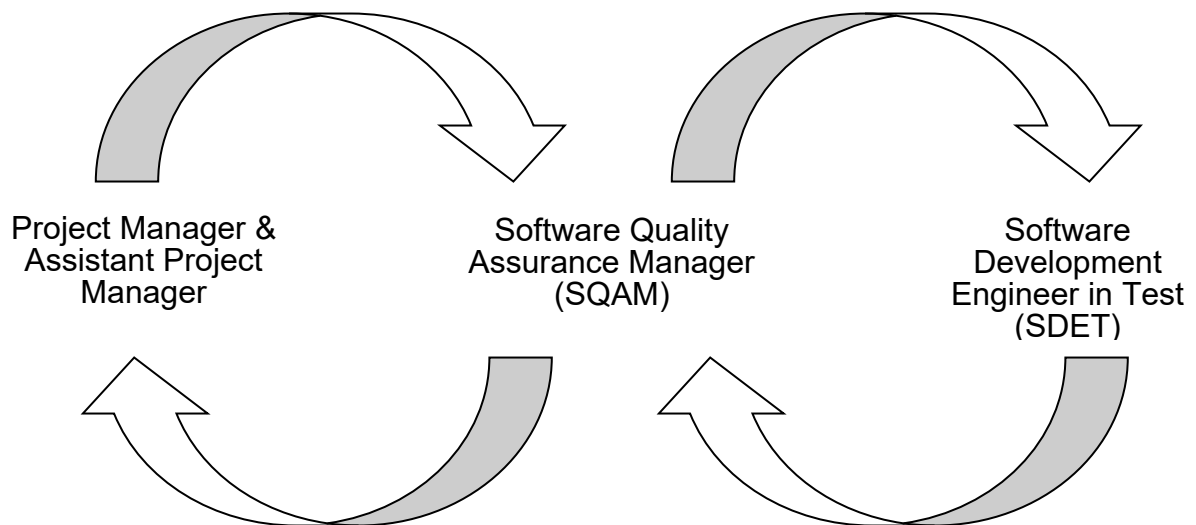 Project Manager &
Assistant Project
Manager
Software Quality
Assurance Manager
(SQAM)
Software
Development
Engineer in Test
(SDET)